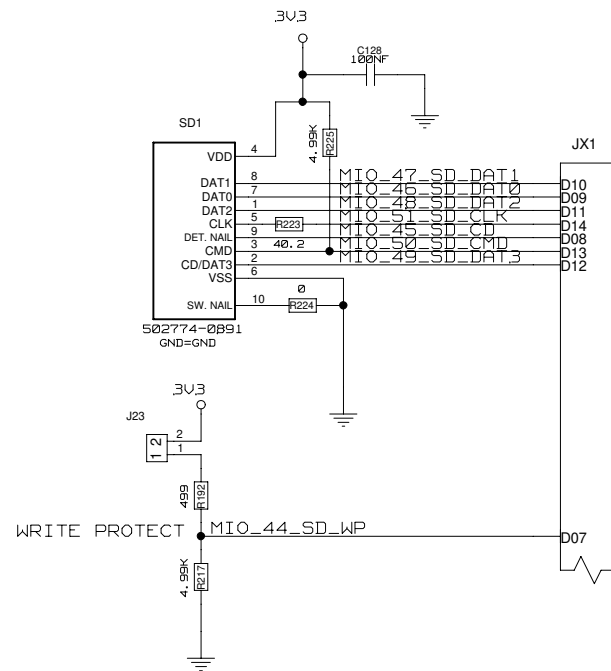 3V3
C128
100NF
SD1
4.99K
R225
JX1
4
VDD
8
DAT1
MIO_47_SD_DAT1
D10
7
DAT0
MIO_46_SD_DAT0
D09
1
DAT2
MIO_48_SD_DAT2
D11
5
CLK
R223
MIO_51_SD_CLK
D14
9
DET. NAIL
40.2
MIO_45_SD_CD
D08
3
CMD
MIO_50_SD_CMD
D13
2
CD/DAT3
MIO_49_SD_DAT3
D12
6
VSS
0
10
SW. NAIL
R224
502774-0891
GND=GND
3V3
J23
2
1 2
1
499
R192
WRITE PROTECT
MIO_44_SD_WP
D07
4.99K
R217